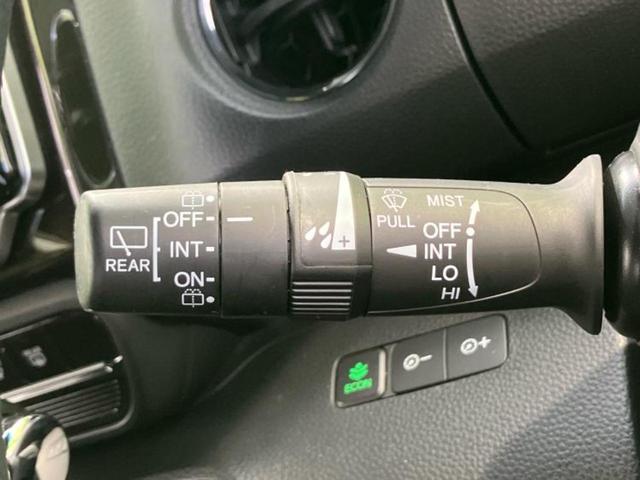 OFF
INT
ON
REAR
MIST
PULL
OFF
INT
LO
HI
+
ECON
−
+